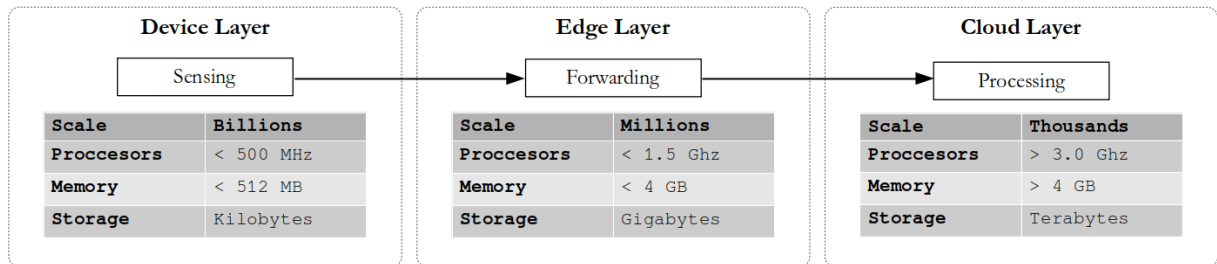 Device Layer
Sensing
Scale Billions
Proccesors < 500 MHz
Memory < 512 MB
Storage Kilobytes
Edge Layer
Forwarding
Scale Millions
Proccesors < 1.5 Ghz
Memory < 4 GB
Storage Gigabytes
Cloud Layer
Processing
Scale Thousands
Proccesors > 3.0 Ghz
Memory > 4 GB
Storage Terabytes